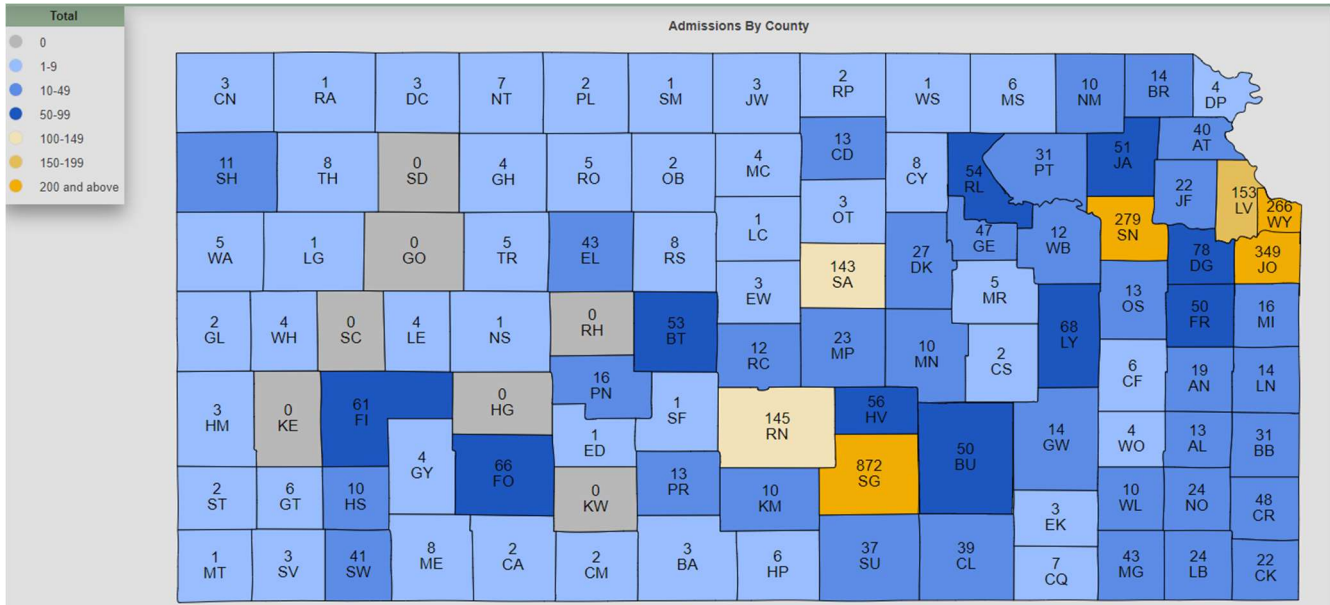 Total
0
1-9
10-49
50-99
100-149
150-199
200 and above
Admissions By County
3
CN
1
RA
3
DC
7
NT
2
PL
1
SM
3
JW
2
RP
1
WS
6
MS
10
NM
14
BR
4
DP
11
SH
8
TH
0
SD
4
GH
5
RO
2
OB
4
MC
13
CD
8
CY
54
RL
31
PT
51
JA
40
AT
3
OT
22
JF
153
LV
266
WY
5
WA
1
LG
0
GO
5
TR
43
EL
8
RS
1
LC
143
SA
27
DK
47
GE
12
WB
279
SN
78
DG
349
JO
3
EW
5
MR
13
OS
2
GL
4
WH
0
SC
4
LE
1
NS
0
RH
53
BT
12
RC
23
MP
10
MN
2
CS
68
LY
50
FR
16
MI
6
CF
19
AN
14
LN
3
HM
0
KE
61
FI
0
HG
16
PN
1
SF
145
RN
56
HV
4
GY
66
FO
1
ED
872
SG
50
BU
14
GW
4
WO
13
AL
31
BB
2
ST
6
GT
10
HS
0
KW
13
PR
10
KM
3
EK
10
WL
24
NO
48
CR
1
MT
3
SV
41
SW
8
ME
2
CA
2
CM
3
BA
6
HP
37
SU
39
CL
7
CQ
43
MG
24
LB
22
CK